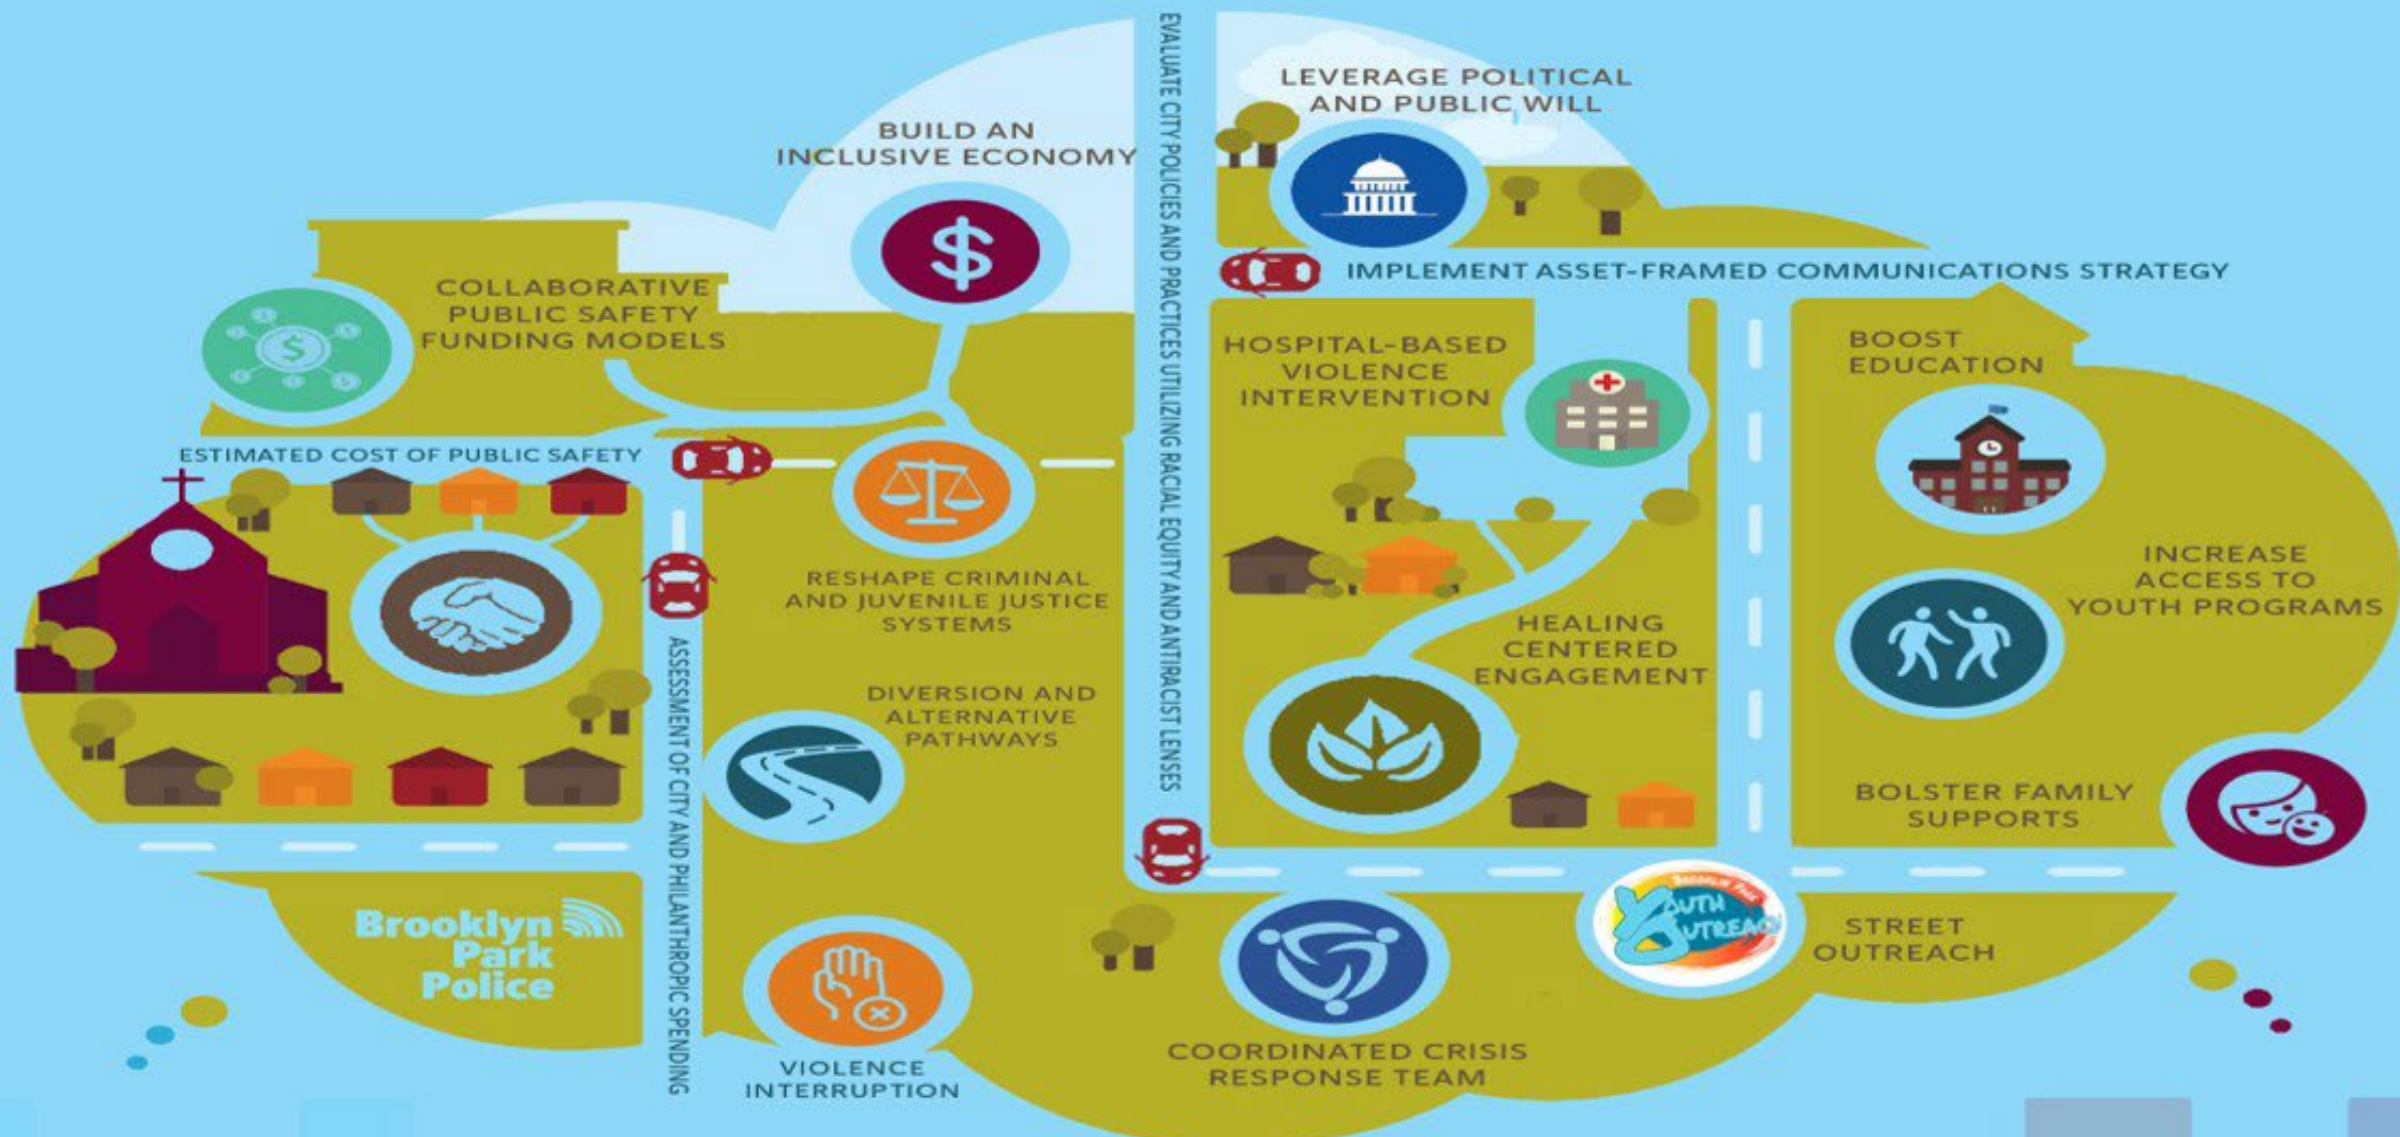 LEVERAGE POLITICAL
AND PUBLIC WILL
BUILD AN
INCLUSIVE ECONOMY
EVALUATE CITY POLICIES AND PRACTICES UTILIZING RACIAL EQUITY AND ANTIRACIST LENSES
IMPLEMENT ASSET-FRAMED COMMUNICATIONS STRATEGY
COLLABORATIVE
PUBLIC SAFETY
FUNDING MODELS
$
$
HOSPITAL-BASED
VIOLENCE
INTERVENTION
BOOST
EDUCATION
ESTIMATED COST OF PUBLIC SAFETY
RESHAPE CRIMINAL
AND JUVENILE JUSTICE
SYSTEMS
INCREASE
ACCESS TO
YOUTH PROGRAMS
HEALING
CENTERED
ENGAGEMENT
ASSESSMENT OF CITY AND PHILANTHROPIC SPENDING
DIVERSION AND
ALTERNATIVE
PATHWAYS
BOLSTER FAMILY
SUPPORTS
Brooklyn
Park
Police
BROOKLYN PARK
YOUTH
OUTREACH
STREET
OUTREACH
VIOLENCE
INTERRUPTION
COORDINATED CRISIS
RESPONSE TEAM